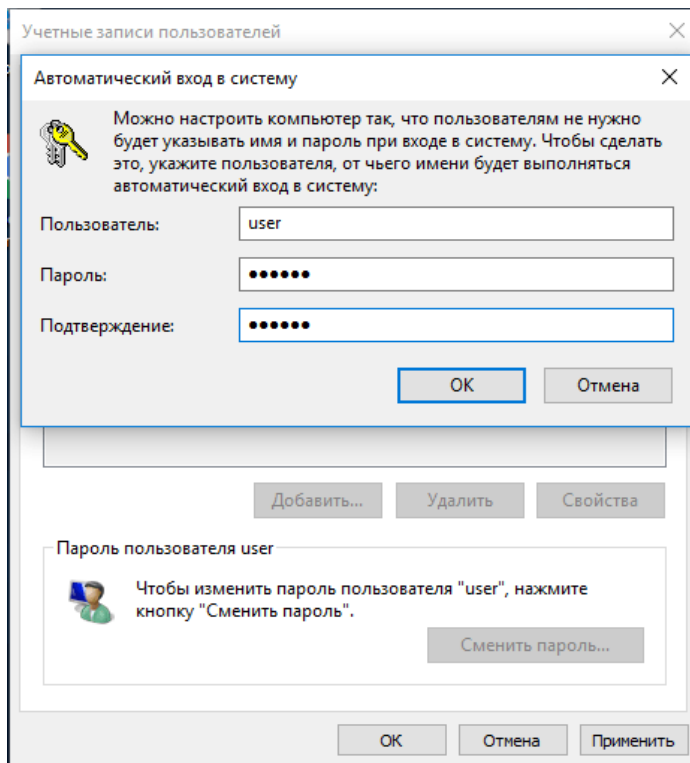 Учетные записи пользователей
Автоматический вход в систему
Можно настроить компьютер так, что пользователям не нужно
будет указывать имя и пароль при входе в систему. Чтобы сделать
это, укажите пользователя, от чьего имени будет выполняться
автоматический вход в систему:
Пользователь: user
Пароль: ●●●●●●
Подтверждение: ●●●●●●
ОК Отмена
Добавить... Удалить Свойства
Пароль пользователя user
Чтобы изменить пароль пользователя "user", нажмите
кнопку "Сменить пароль".
Сменить пароль...
ОК Отмена Применить